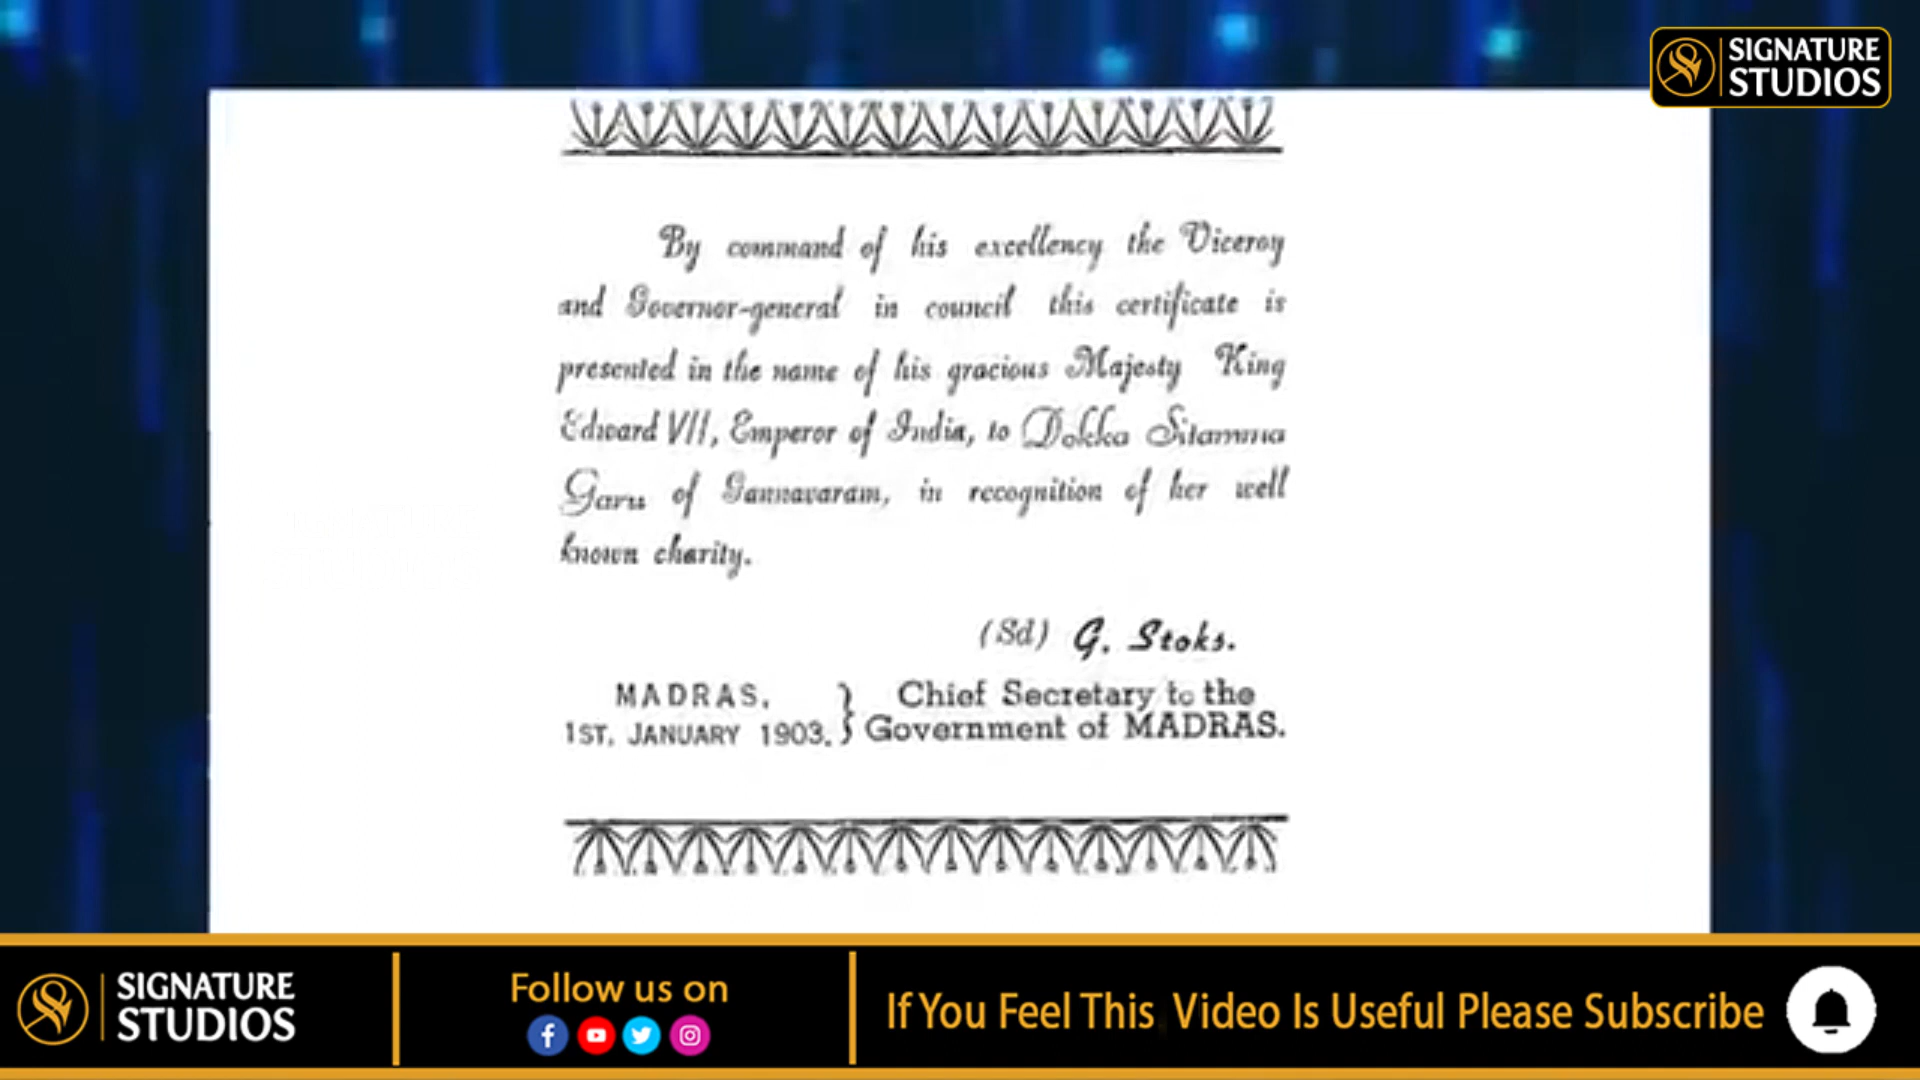 SIGNATURE
STUDIOS
By command of his excellency the Viceroy
and Governor-general in council this certificate is
presented in the name of his gracious Majesty King
Edward VII, Emperor of India, to Dokka Sitamma
Garu of Gannavaram, in recognition of her well
known charity.
(Sd) G. Stoks.
MADRAS, } Chief Secretary to the
1ST, JANUARY 1903. } Government of MADRAS.
SIGNATURE
STUDIOS
Follow us on
If You Feel This Video Is Useful Please Subscribe